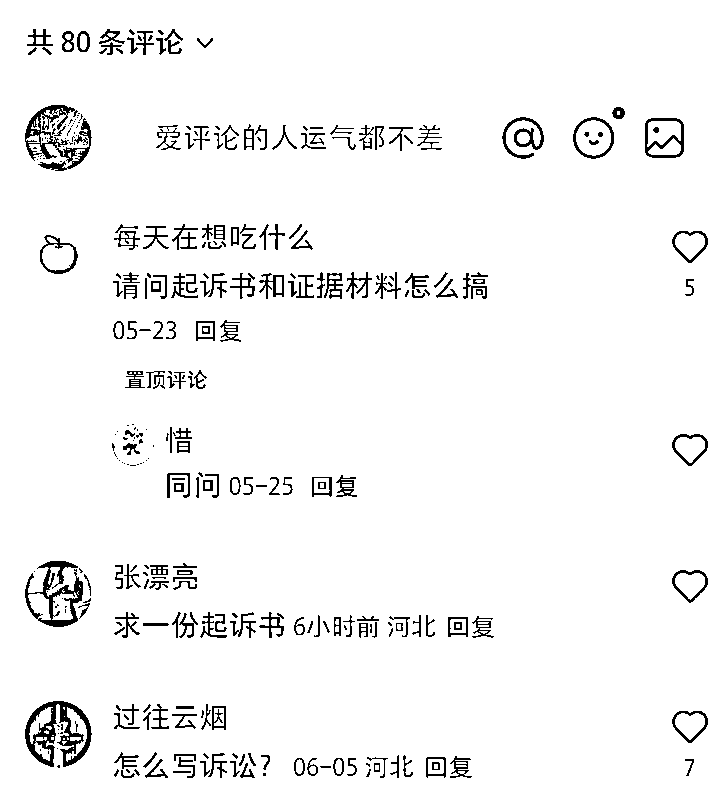 共 80 条评论
爱评论的人运气都不差
每天在想吃什么
请问起诉书和证据材料怎么搞
5
05-23 回复
置顶评论
惜
同问 05-25 回复
张漂亮
求一份起诉书 6小时前 河北 回复
过往云烟
怎么写诉讼? 06-05 河北 回复
7